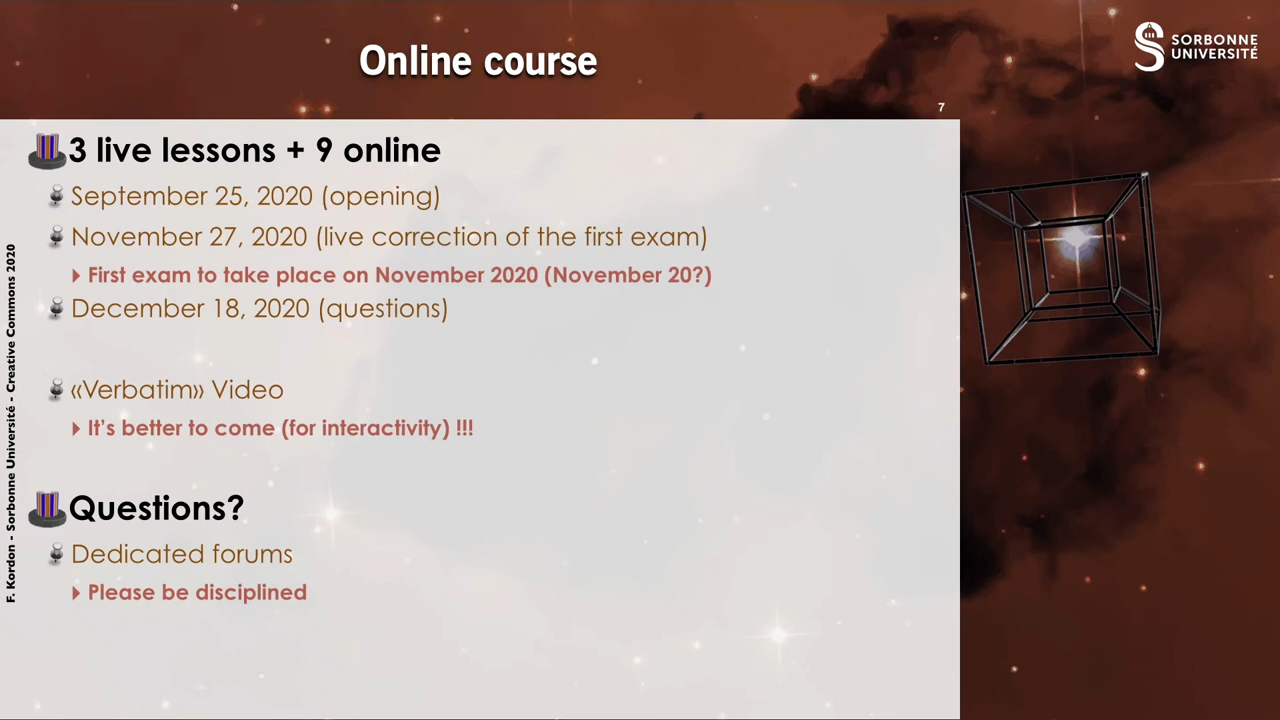 Online course
SORBONNE
UNIVERSITÉ
7
3 live lessons + 9 online
September 25, 2020 (opening)
November 27, 2020 (live correction of the first exam)
First exam to take place on November 2020 (November 20?)
December 18, 2020 (questions)
«Verbatim» Video
It's better to come (for interactivity) !!!
Questions?
Dedicated forums
Please be disciplined
F. Kordon - Sorbonne Université - Creative Commons 2020